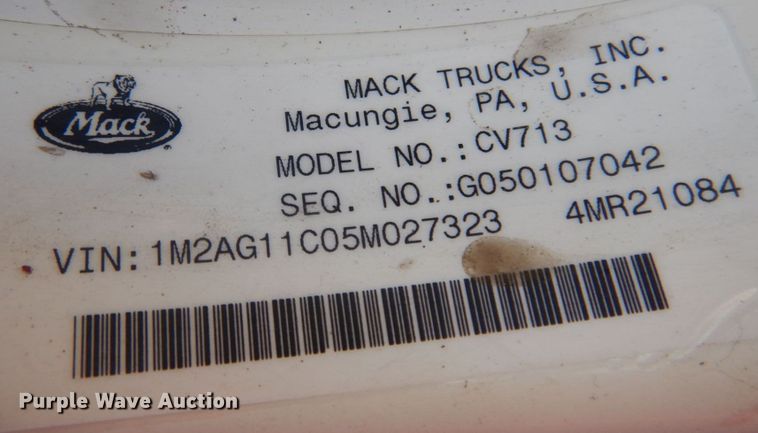 Mack
MACK TRUCKS, INC.
Macungie, PA, U.S.A.
MODEL NO.:CV713
SEQ. NO.:G050107042
VIN:1M2AG11C05M027323 4MR21084
Purple Wave Auction